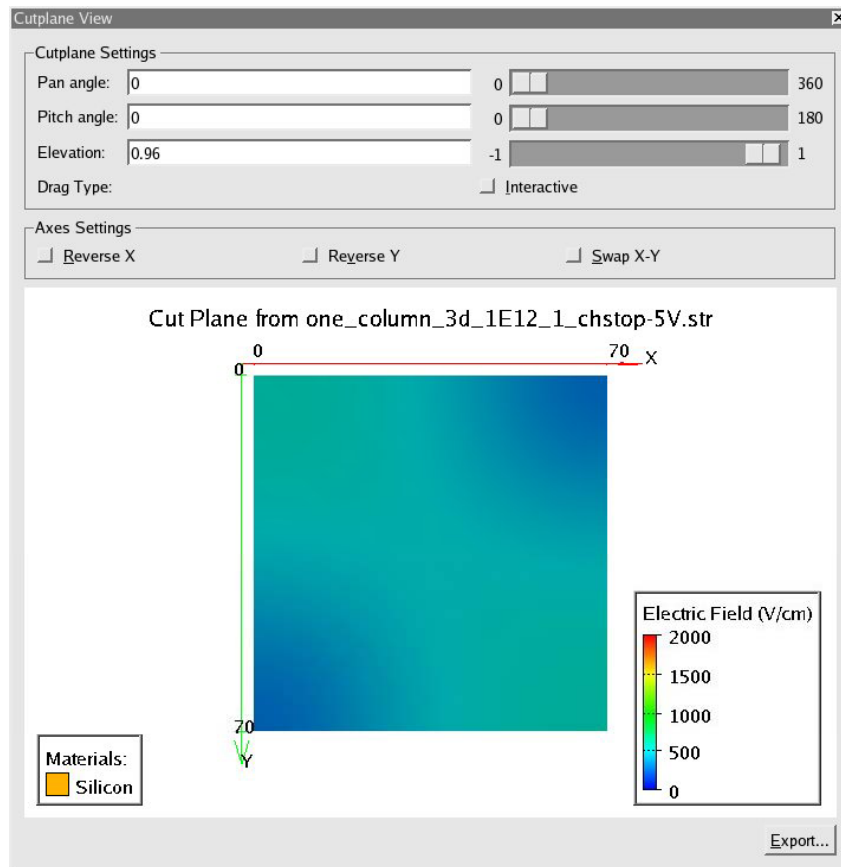 Cutplane View
Cutplane Settings
Pan angle: 0 0 360
Pitch angle: 0 0 180
Elevation: 0.96 -1 1
Drag Type: Interactive
Axes Settings
Reverse X Reverse Y Swap X-Y
Cut Plane from one_column_3d_1E12_1_chstop-5V.str
0 70 X
0
70
Y
Electric Field (V/cm)
2000
1500
1000
500
0
Materials:
Silicon
Export...